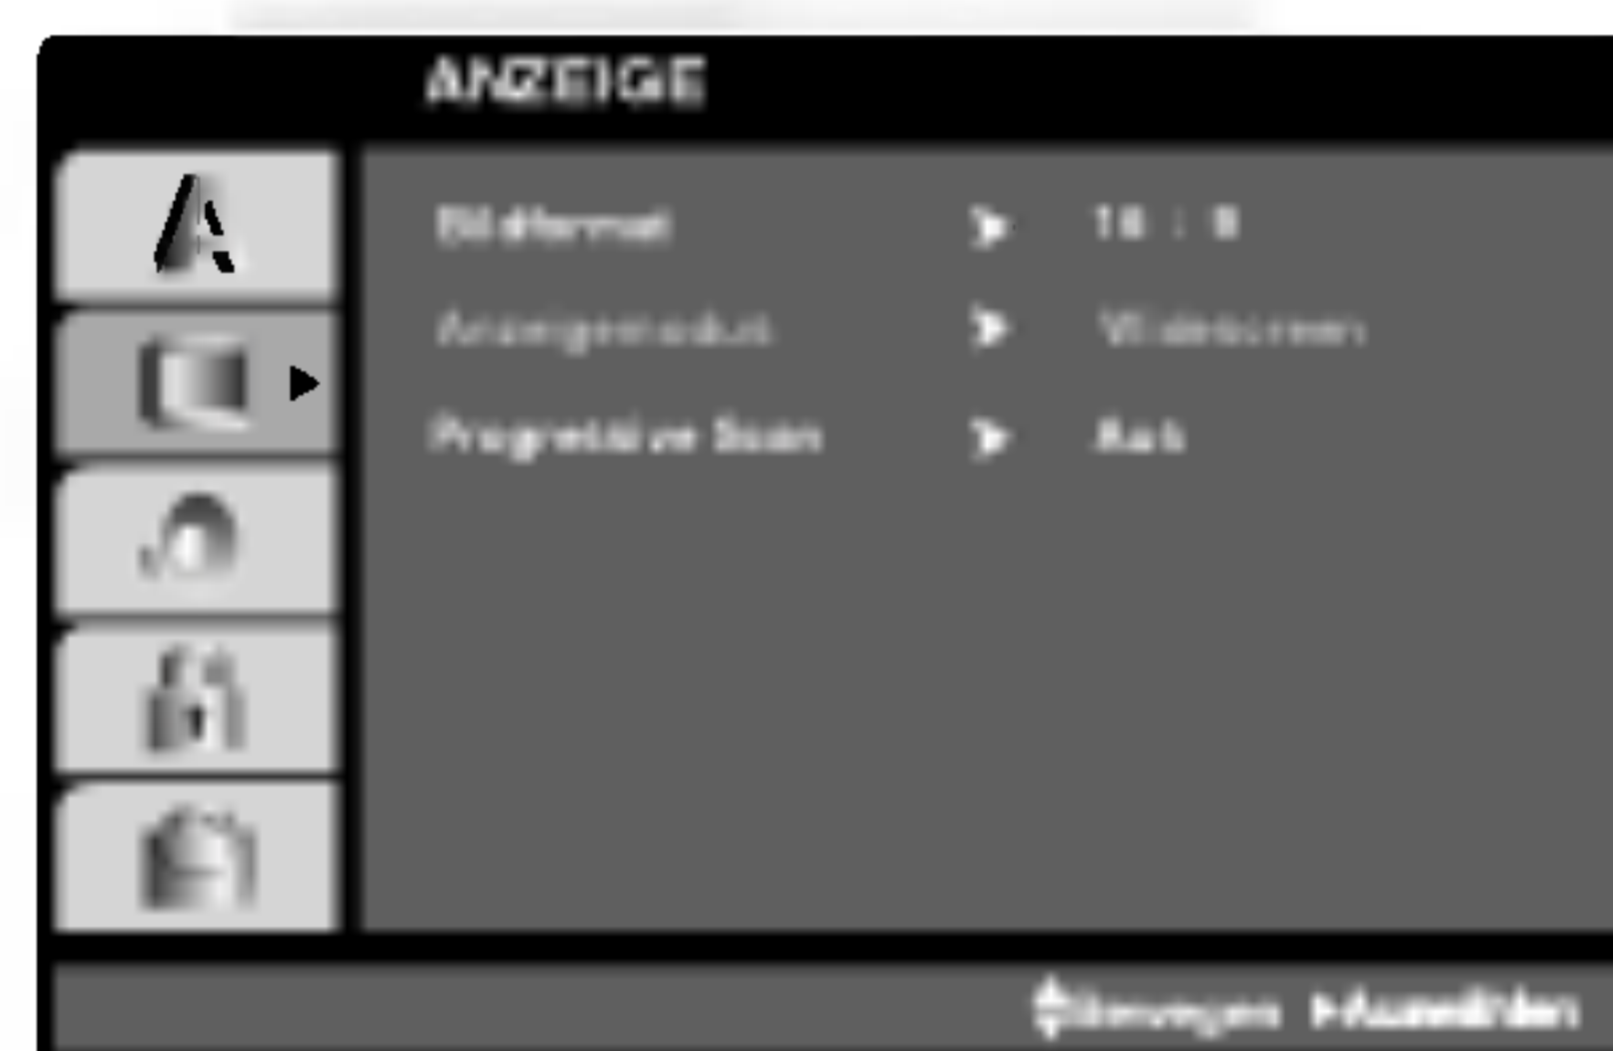 ANZEIGE
Bildformat 16 : 9
Anzeigemodus Widescreen
Progressive Scan Aus
Bewegen Auswählen